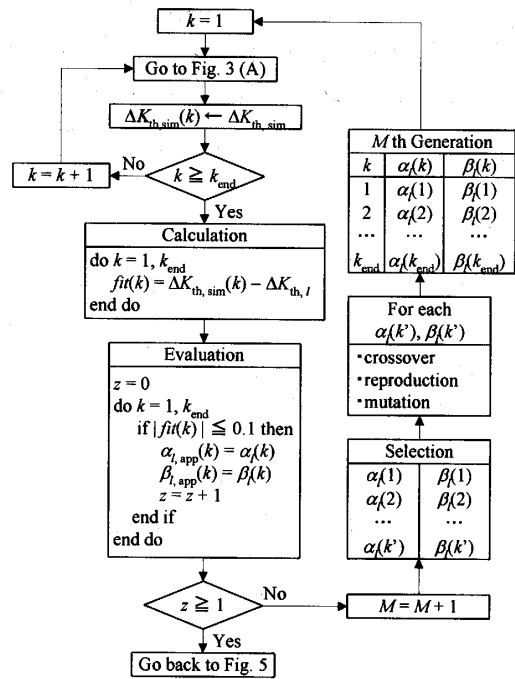 k = 1
Go to Fig. 3 (A)
ΔK_th,sim(k) ← ΔK_th, sim
No
k = k + 1
k ≧ k_end
Yes
Calculation
do k = 1, k_end
fit(k) = ΔK_th, sim(k) − ΔK_th, l
end do
Evaluation
z = 0
do k = 1, k_end
if | fit(k) | ≦ 0.1 then
α_l, app(k) = α_l(k)
β_l, app(k) = β_l(k)
z = z + 1
end if
end do
z ≧ 1
No
Yes
Go back to Fig. 5
M = M + 1
Selection
α_l(1) β_l(1)
α_l(2) β_l(2)
... ...
α_l(k’) β_l(k’)
For each
α_l(k’), β_l(k’)
・crossover
・reproduction
・mutation
M th Generation
k α_l(k) β_l(k)
1 α_l(1) β_l(1)
2 α_l(2) β_l(2)
... ... ...
k_end α_l(k_end) β_l(k_end)